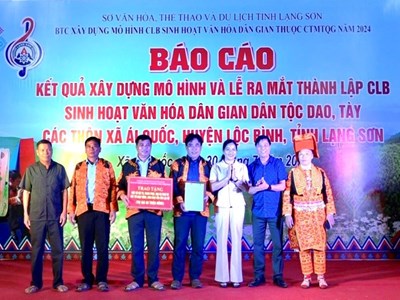 SỞ VĂN HÓA, THỂ THAO VÀ DU LỊCH TỈNH LẠNG SƠN
BTC XÂY DỰNG MÔ HÌNH CLB SINH HOẠT VĂN HÓA DÂN GIAN THUỘC CTMTQG NĂM 2024
BÁO CÁO
KẾT QUẢ XÂY DỰNG MÔ HÌNH VÀ LỄ RA MẮT THÀNH LẬP CLB
SINH HOẠT VĂN HÓA DÂN GIAN DÂN TỘC DAO, TÀY
CÁC THÔN XÃ ÁI QUỐC, HUYỆN LỘC BÌNH, TỈNH LẠNG SƠN
30
TRAO TẶNG